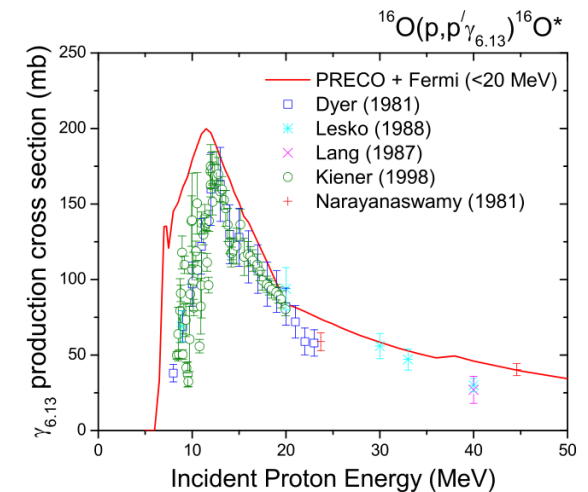 ¹⁶O(p,p′γ₆.₁₃)¹⁶O*
γ₆.₁₃ production cross section (mb)
250
200
150
100
50
0
PRECO + Fermi (<20 MeV)
Dyer (1981)
Lesko (1988)
Lang (1987)
Kiener (1998)
Narayanaswamy (1981)
0 10 20 30 40 50
Incident Proton Energy (MeV)